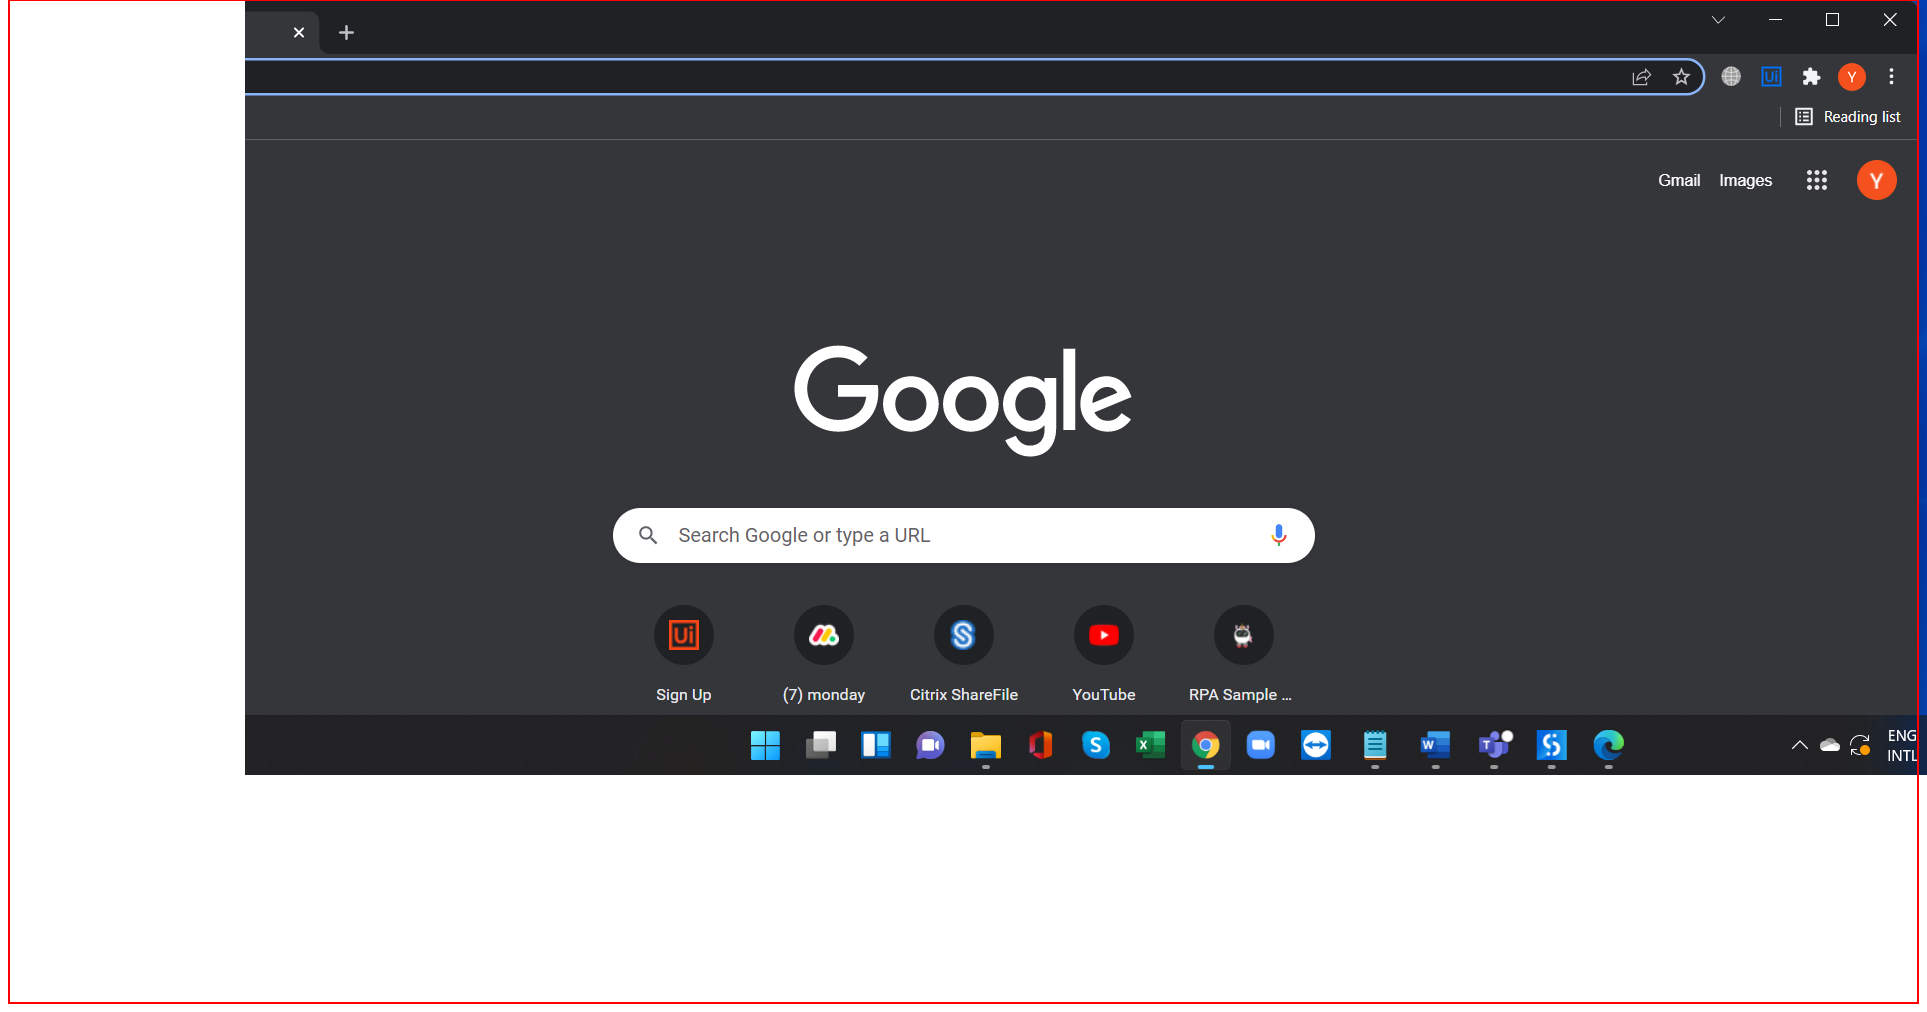 Y
Reading list
Gmail Images
Y
Google
Search Google or type a URL
Ui
Sign Up
(7) monday
Citrix ShareFile
YouTube
RPA Sample ...
ENG
INTL